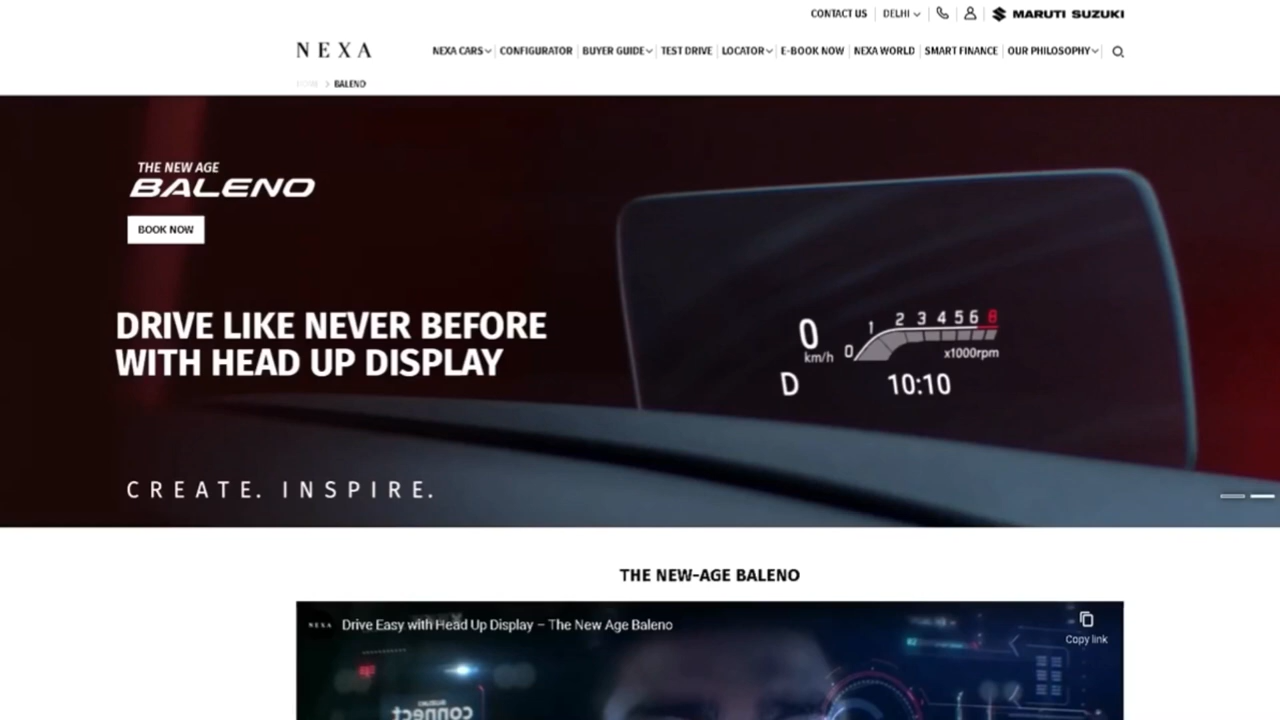 CONTACT US DELHI MARUTI SUZUKI
NEXA NEXA CARS CONFIGURATOR BUYER GUIDE TEST DRIVE LOCATOR E-BOOK NOW NEXA WORLD SMART FINANCE OUR PHILOSOPHY
HOME > BALENO
THE NEW AGE
BALENO
BOOK NOW
DRIVE LIKE NEVER BEFORE
WITH HEAD UP DISPLAY
0 km/h
0 1 2 3 4 5 6 8
x1000rpm
D 10:10
CREATE. INSPIRE.
THE NEW-AGE BALENO
NEXA Drive Easy with Head Up Display – The New Age Baleno
Copy link
SUZUKI
connect